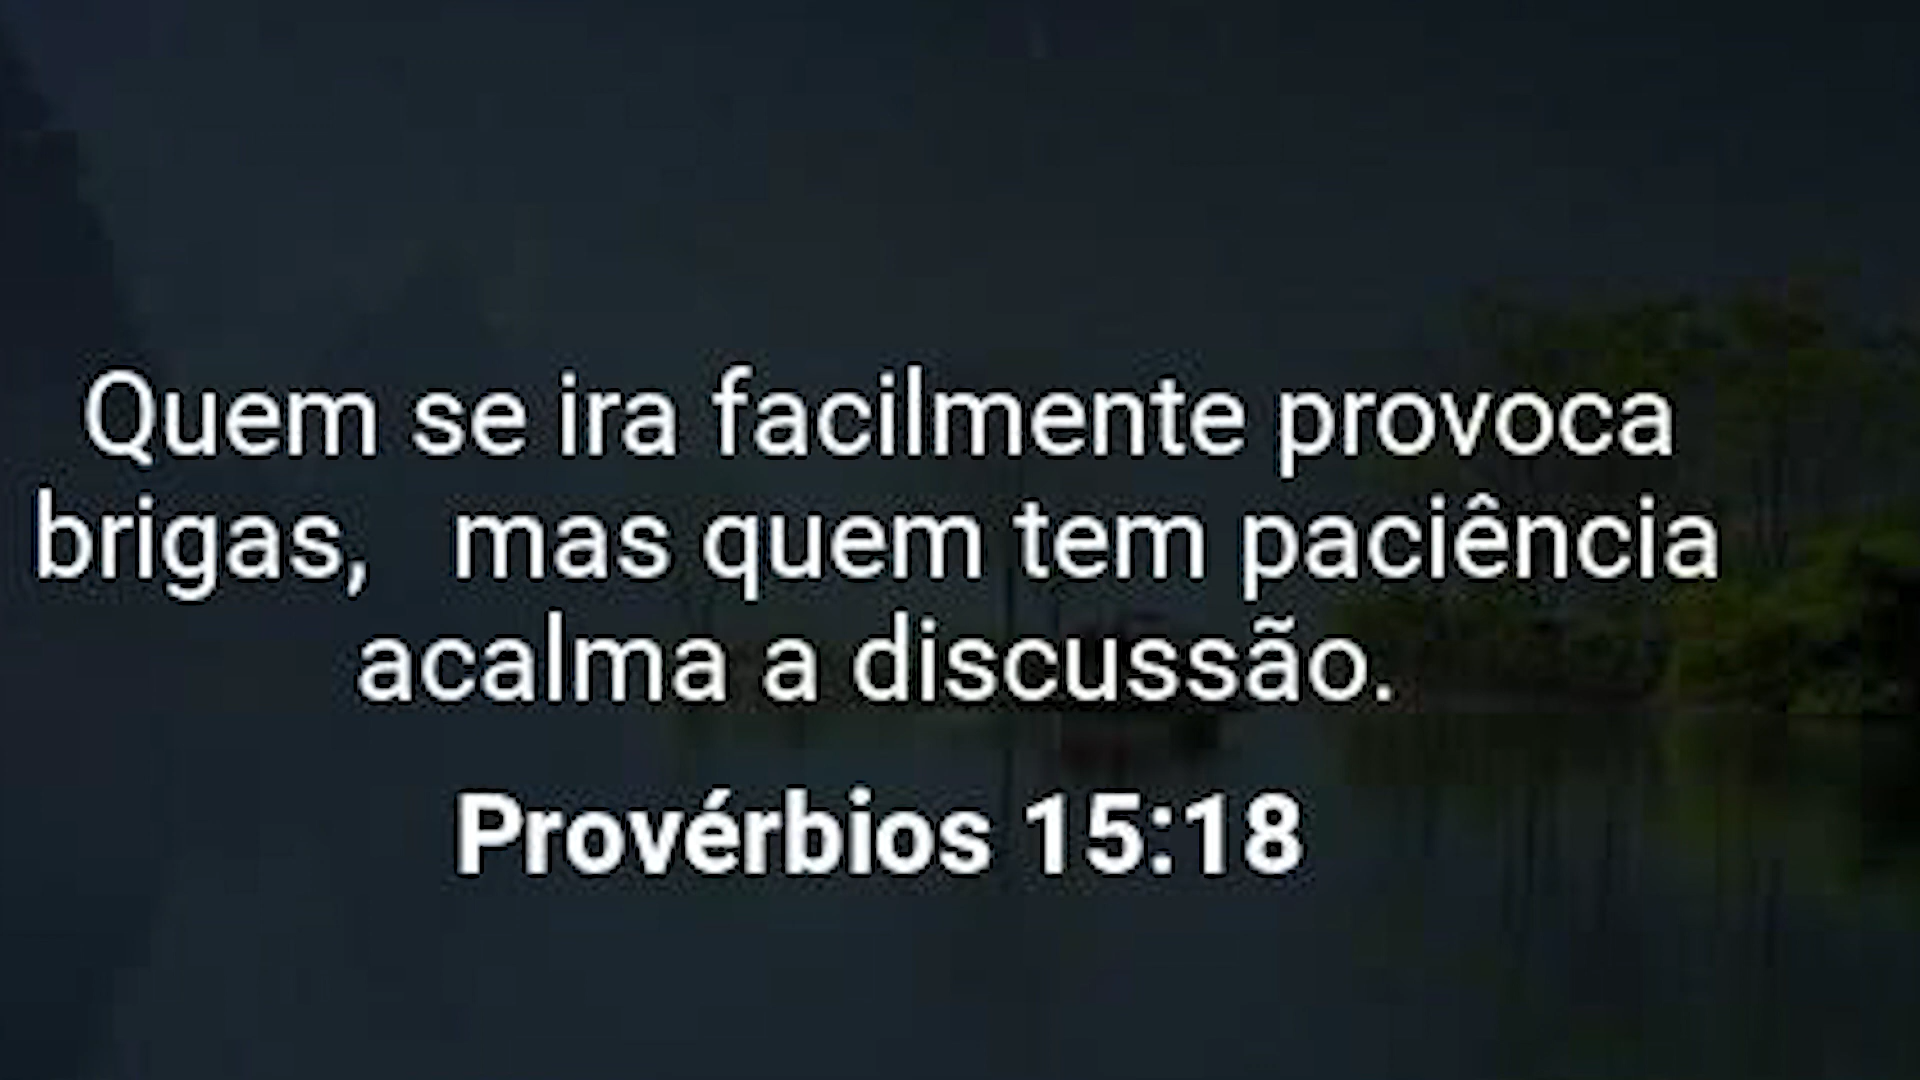 Quem se ira facilmente provoca
brigas,   mas quem tem paciência
acalma a discussão.
Provérbios 15:18